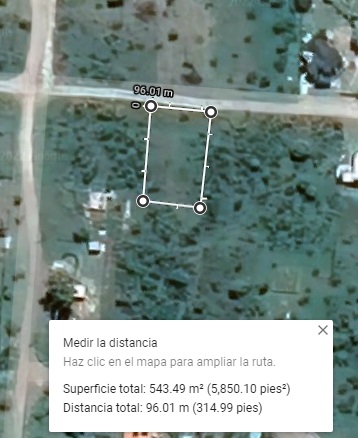 96.01 m
Medir la distancia
Haz clic en el mapa para ampliar la ruta.
Superficie total: 543.49 m² (5,850.10 pies²)
Distancia total: 96.01 m (314.99 pies)